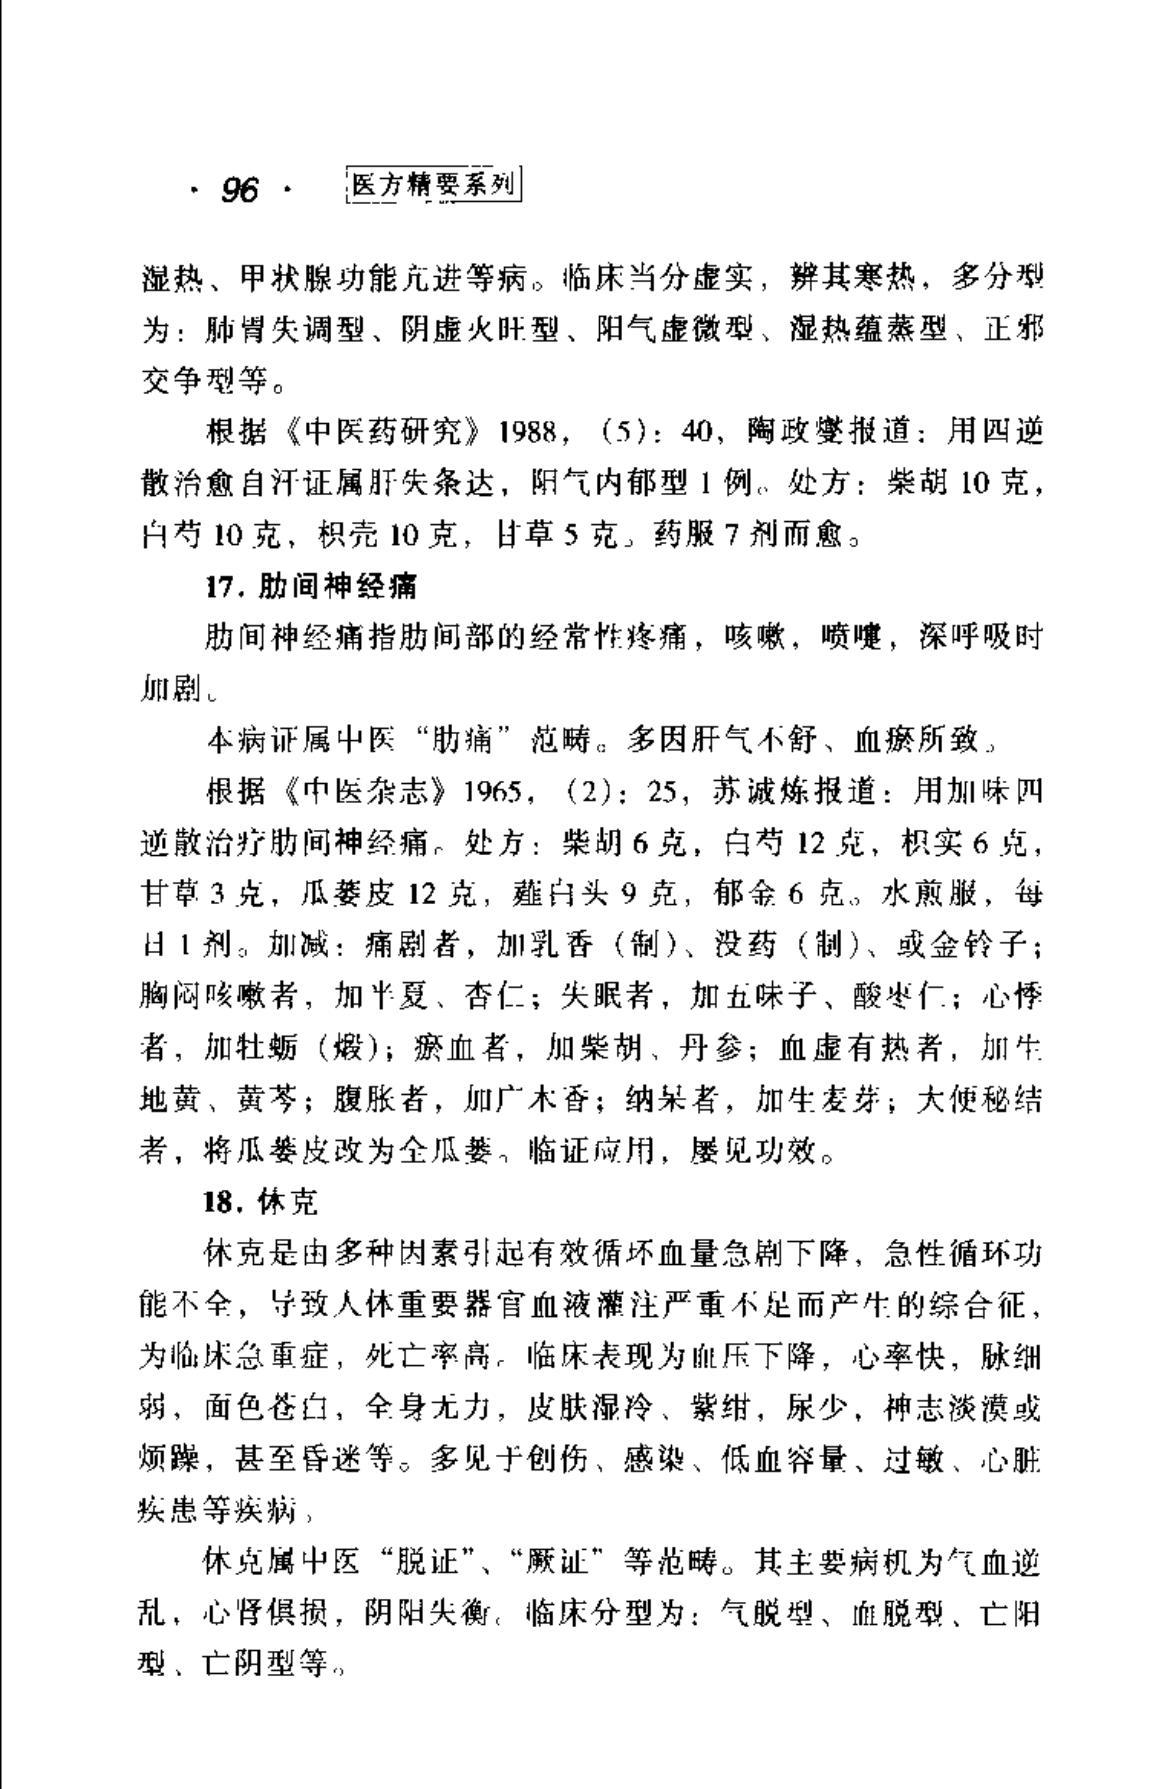 · 96 · 医方精要系列
湿热、甲状腺功能亢进等病。临床当分虚实，辨其寒热，多分型
为：肺胃失调型、阴虚火旺型、阳气虚微型、湿热蕴蒸型、正邪
交争型等。
根据《中医药研究》1988，（5）：40，陶政燮报道：用四逆
散治愈自汗证属肝失条达，阳气内郁型 1 例。处方：柴胡 10 克，
白芍 10 克，枳壳 10 克，甘草 5 克。药服 7 剂而愈。
17. 肋间神经痛
肋间神经痛指肋间部的经常性疼痛，咳嗽，喷嚏，深呼吸时
加剧。
本病证属中医“肋痛”范畴。多因肝气不舒、血瘀所致。
根据《中医杂志》1965，（2）：25，苏诚炼报道：用加味四
逆散治疗肋间神经痛。处方：柴胡 6 克，白芍 12 克，枳实 6 克，
甘草 3 克，瓜蒌皮 12 克，薤白头 9 克，郁金 6 克。水煎服，每
日 1 剂。加减：痛剧者，加乳香（制）、没药（制）、或金铃子；
胸闷咳嗽者，加半夏、杏仁；失眠者，加五味子、酸枣仁；心悸
者，加牡蛎（煅）；瘀血者，加柴胡、丹参；血虚有热者，加生
地黄、黄芩；腹胀者，加广木香；纳呆者，加生麦芽；大便秘结
者，将瓜蒌皮改为全瓜蒌。临证应用，屡见功效。
18. 休克
休克是由多种因素引起有效循环血量急剧下降，急性循环功
能不全，导致人体重要器官血液灌注严重不足而产生的综合征，
为临床急重症，死亡率高。临床表现为血压下降，心率快，脉细
弱，面色苍白，全身无力，皮肤湿冷、紫绀，尿少，神志淡漠或
烦躁，甚至昏迷等。多见于创伤、感染、低血容量、过敏、心脏
疾患等疾病。
休克属中医“脱证”、“厥证”等范畴。其主要病机为气血逆
乱，心肾俱损，阴阳失衡。临床分型为：气脱型、血脱型、亡阳
型、亡阴型等。